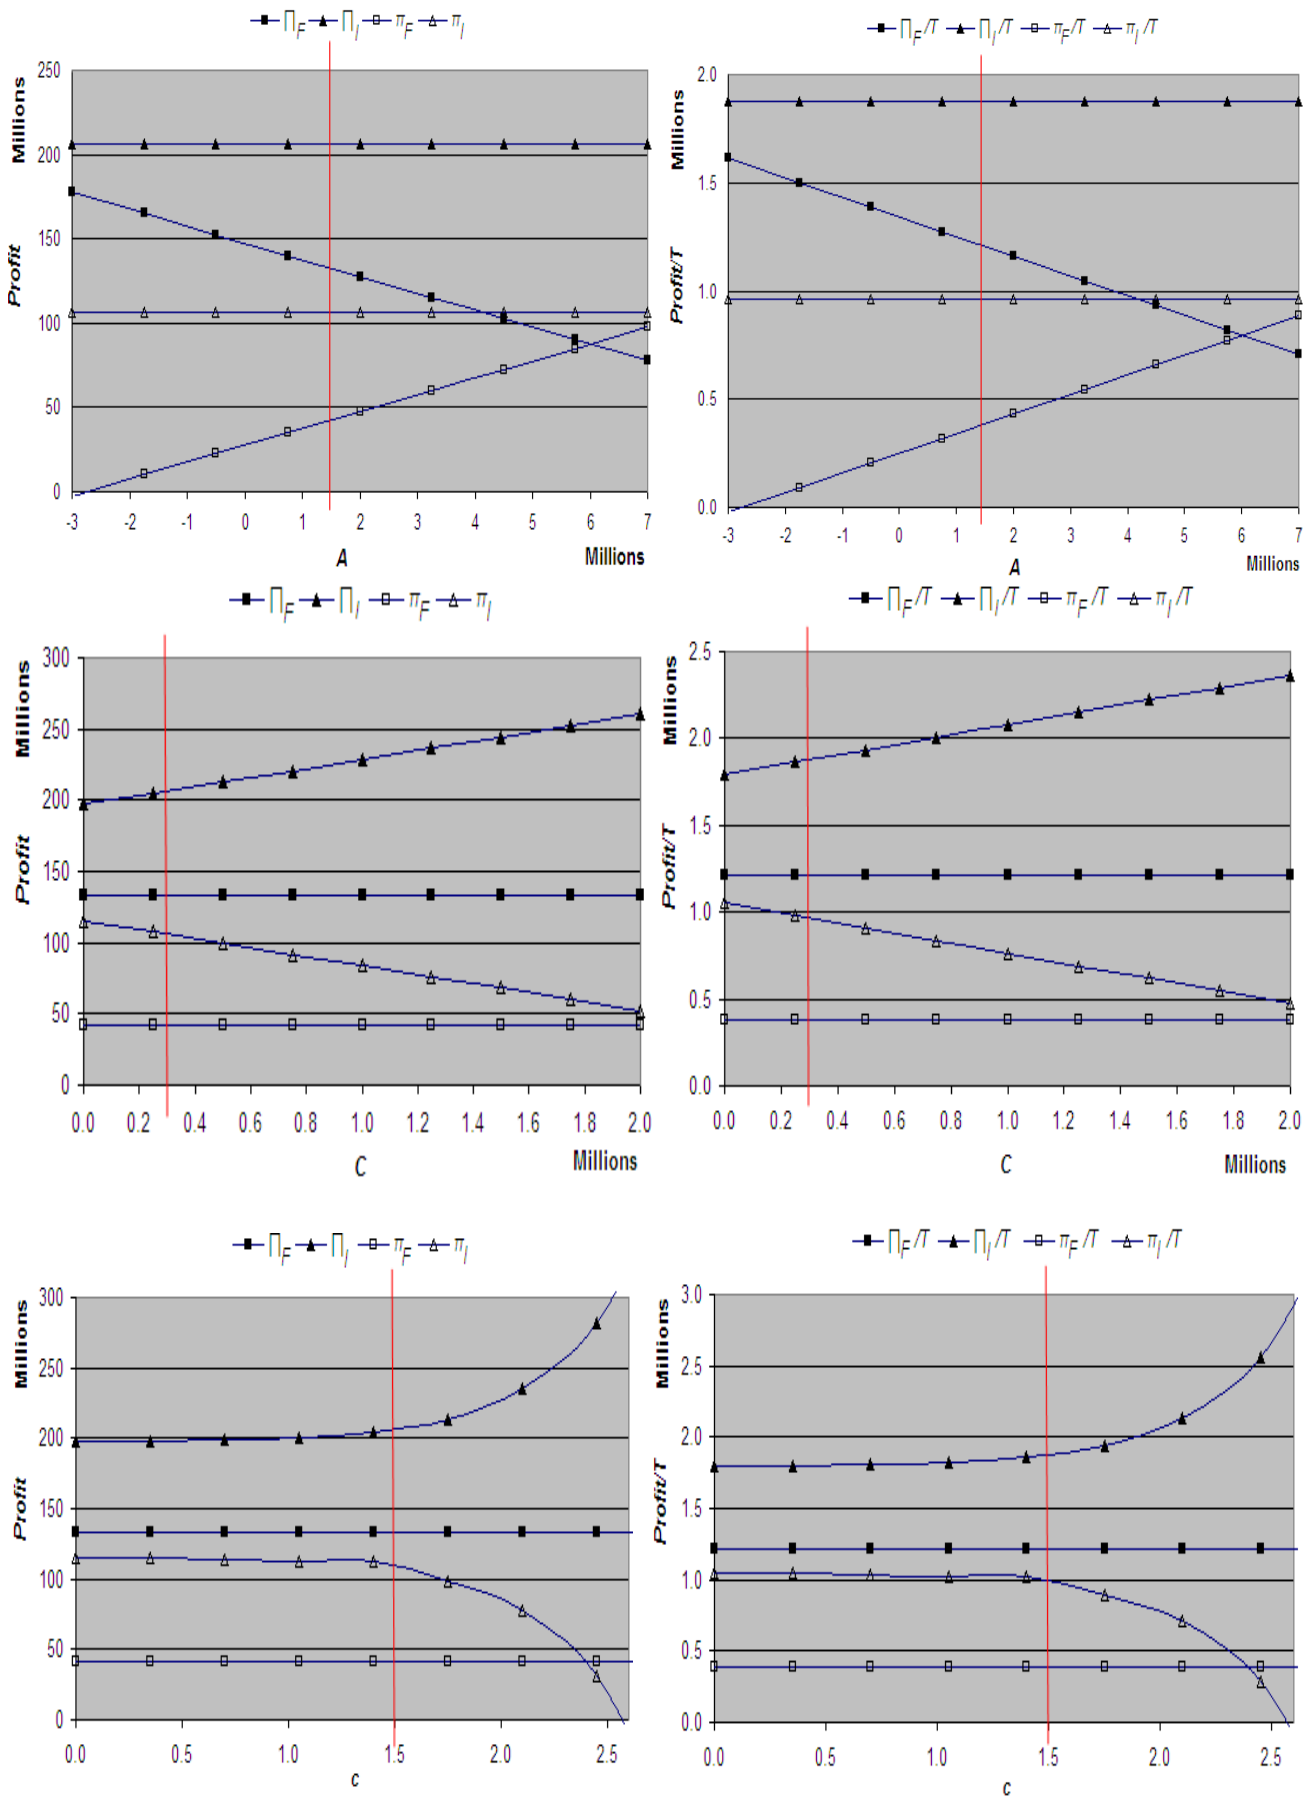 ∏F ∏I πF πI
Millions
Profit
250
200
150
100
50
0
-3 -2 -1 0 1 2 3 4 5 6 7
A Millions
∏F/T ∏I/T πF/T πI/T
Millions
Profit/T
2.0
1.5
1.0
0.5
0.0
-3 -2 -1 0 1 2 3 4 5 6 7
A Millions
∏F ∏I πF πI
Millions
Profit
300
250
200
150
100
50
0
0.0 0.2 0.4 0.6 0.8 1.0 1.2 1.4 1.6 1.8 2.0
C Millions
∏F/T ∏I/T πF/T πI/T
Millions
Profit/T
2.5
2.0
1.5
1.0
0.5
0.0
0.0 0.2 0.4 0.6 0.8 1.0 1.2 1.4 1.6 1.8 2.0
C Millions
∏F ∏I πF πI
Millions
Profit
300
250
200
150
100
50
0
0.0 0.5 1.0 1.5 2.0 2.5
c
∏F/T ∏I/T πF/T πI/T
Millions
Profit/T
3.0
2.5
2.0
1.5
1.0
0.5
0.0
0.0 0.5 1.0 1.5 2.0 2.5
c